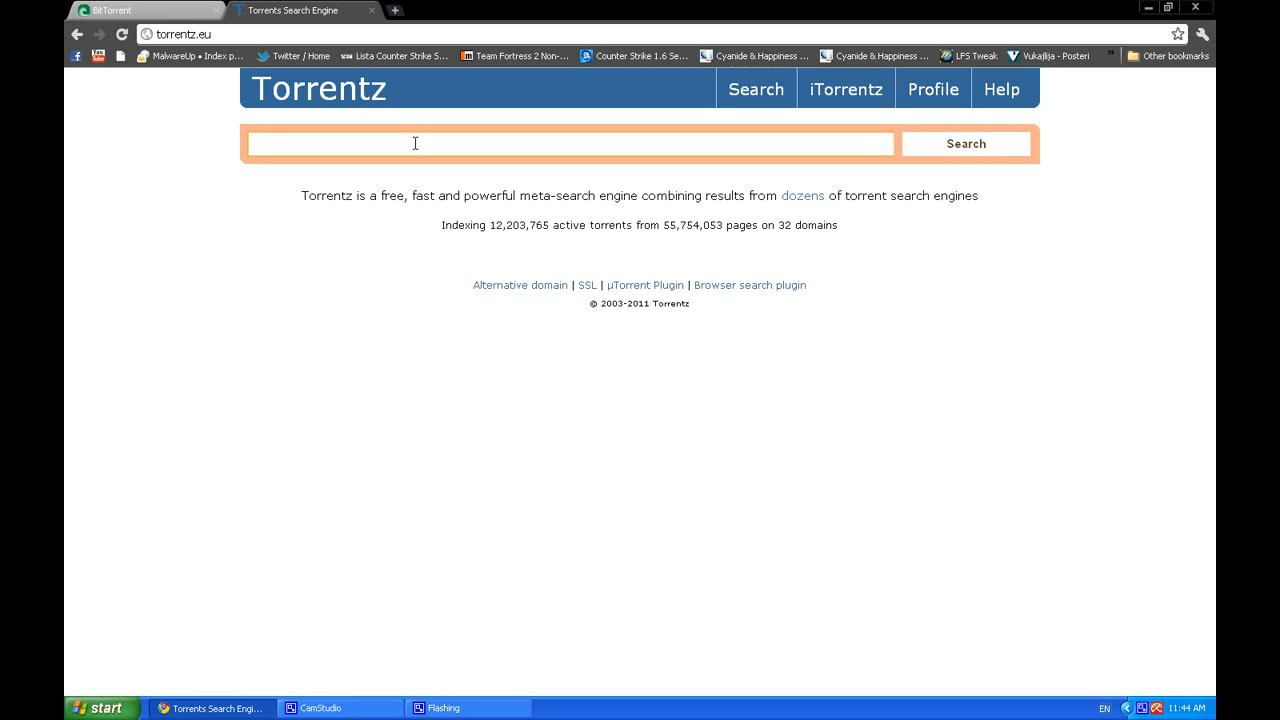 BitTorrent
Torrents Search Engine
torrentz.eu
MalwareUp • Index p...
Twitter / Home
Lista Counter Strike S...
Team Fortress 2 Non-...
Counter Strike 1.6 Se...
Cyanide & Happiness ...
Cyanide & Happiness ...
LFS Tweak
Vukajlija - Posteri
Other bookmarks
Torrentz
Search
iTorrentz
Profile
Help
Search
Torrentz is a free, fast and powerful meta-search engine combining results from dozens of torrent search engines
Indexing 12,203,765 active torrents from 55,754,053 pages on 32 domains
Alternative domain | SSL | µTorrent Plugin | Browser search plugin
© 2003-2011 Torrentz
start
Torrents Search Engi...
CamStudio
Flashing
EN
11:44 AM